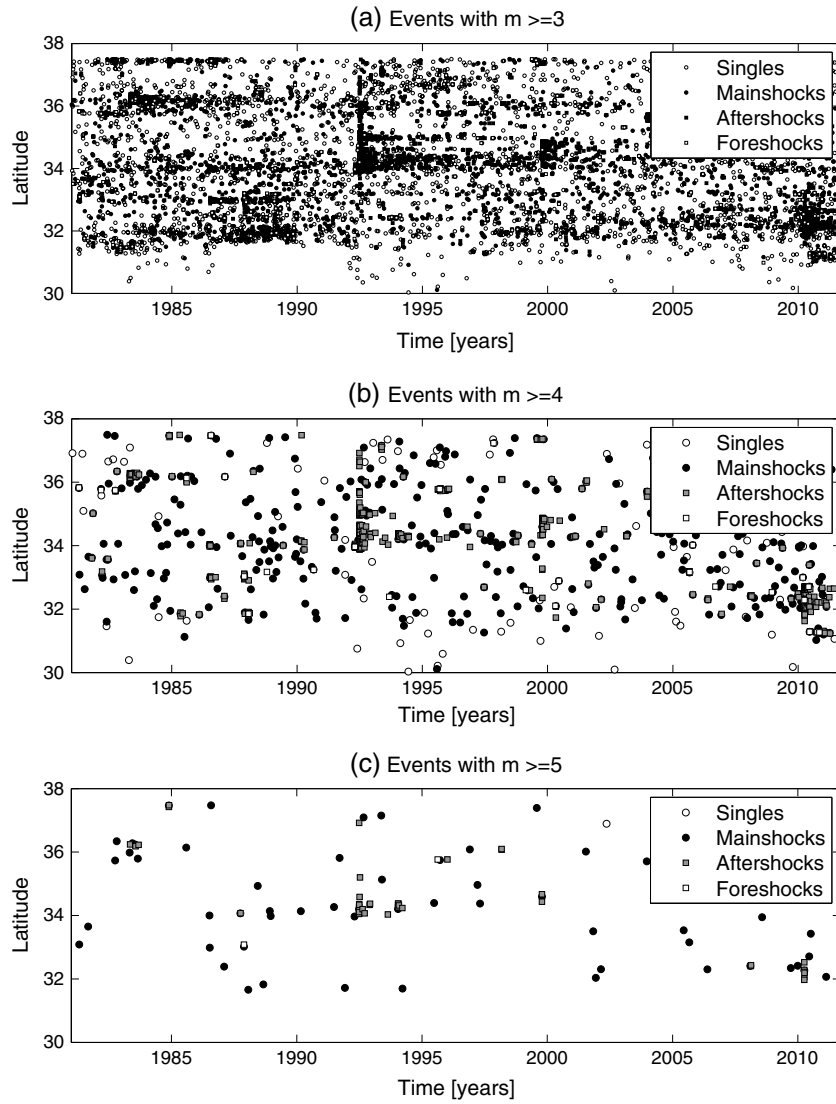 (a) Events with m >=3
38
36
34
32
30
Latitude
Singles
Mainshocks
Aftershocks
Foreshocks
1985 1990 1995 2000 2005 2010
Time [years]
(b) Events with m >=4
38
36
34
32
30
Latitude
Singles
Mainshocks
Aftershocks
Foreshocks
1985 1990 1995 2000 2005 2010
Time [years]
(c) Events with m >=5
38
36
34
32
30
Latitude
Singles
Mainshocks
Aftershocks
Foreshocks
1985 1990 1995 2000 2005 2010
Time [years]